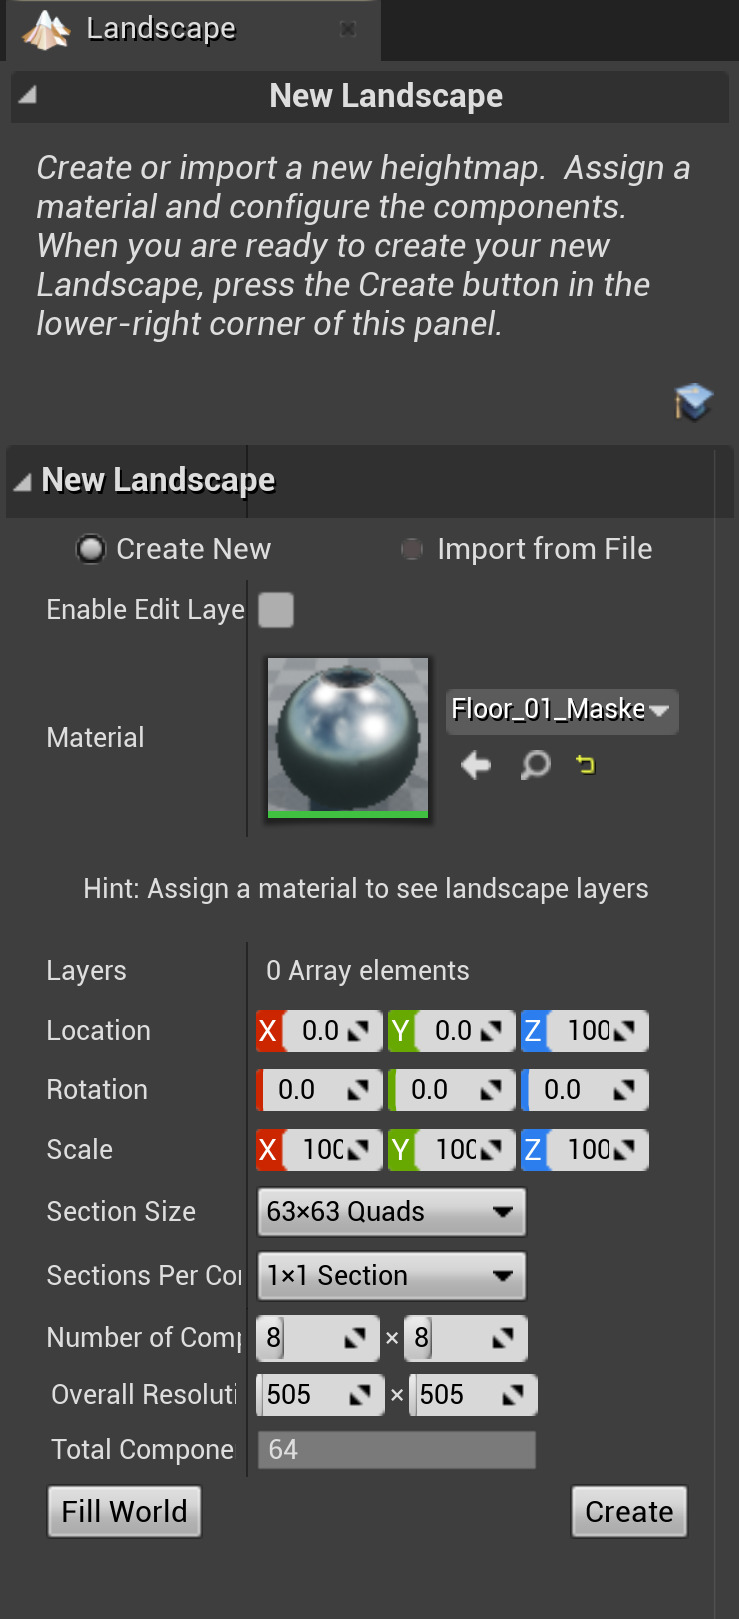 Landscape
New Landscape
Create or import a new heightmap.  Assign a
material and configure the components.
When you are ready to create your new
Landscape, press the Create button in the
lower-right corner of this panel.
New Landscape
Create New Import from File
Enable Edit Laye
Material Floor_01_Maske
Hint: Assign a material to see landscape layers
Layers 0 Array elements
Location X 0.0 Y 0.0 Z 100
Rotation 0.0 0.0 0.0
Scale X 100 Y 100 Z 100
Section Size 63×63 Quads
Sections Per Co 1×1 Section
Number of Com 8 × 8
Overall Resoluti 505 × 505
Total Compone 64
Fill World Create